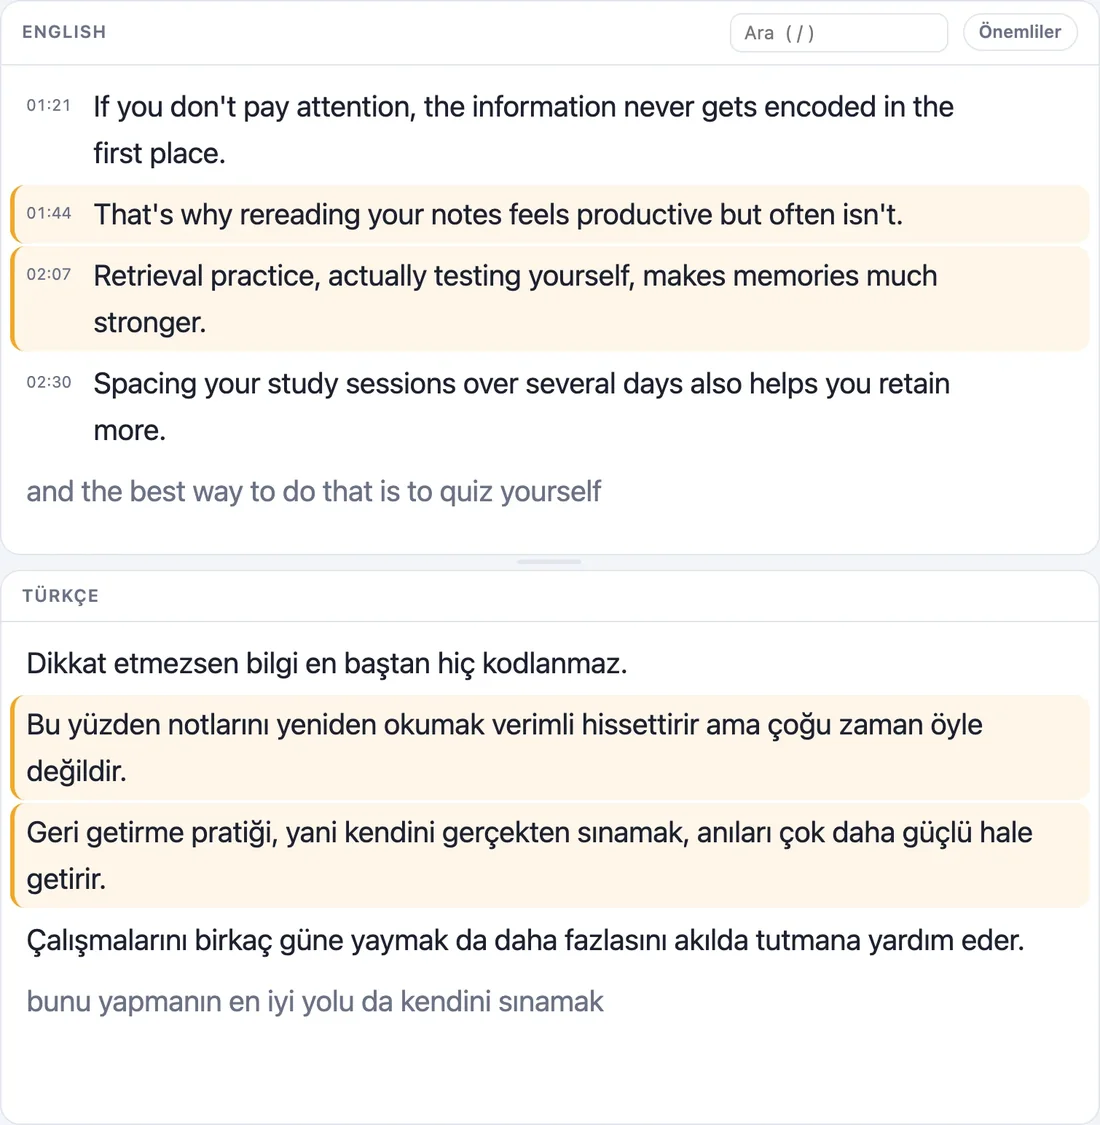 ENGLISH
Ara ( / )
Önemliler
01:21 If you don't pay attention, the information never gets encoded in the
first place.
01:44 That's why rereading your notes feels productive but often isn't.
02:07 Retrieval practice, actually testing yourself, makes memories much
stronger.
02:30 Spacing your study sessions over several days also helps you retain
more.
and the best way to do that is to quiz yourself
TÜRKÇE
Dikkat etmezsen bilgi en baştan hiç kodlanmaz.
Bu yüzden notlarını yeniden okumak verimli hissettirir ama çoğu zaman öyle
değildir.
Geri getirme pratiği, yani kendini gerçekten sınamak, anıları çok daha güçlü hale
getirir.
Çalışmalarını birkaç güne yaymak da daha fazlasını akılda tutmana yardım eder.
bunu yapmanın en iyi yolu da kendini sınamak